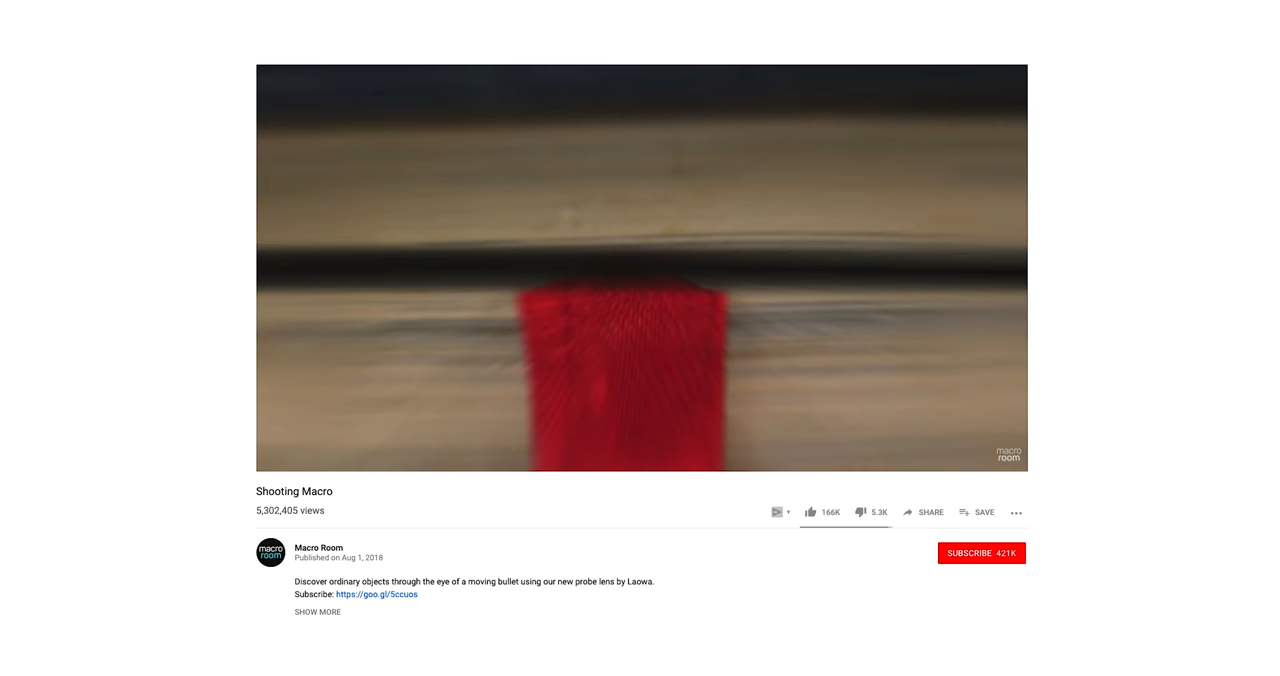 macro
room
Shooting Macro
5,302,405 views
166K 5.3K SHARE SAVE
macro
room
Macro Room
Published on Aug 1, 2018
SUBSCRIBE 421K
Discover ordinary objects through the eye of a moving bullet using our new probe lens by Laowa.
Subscribe: https://goo.gl/5ccuos
SHOW MORE